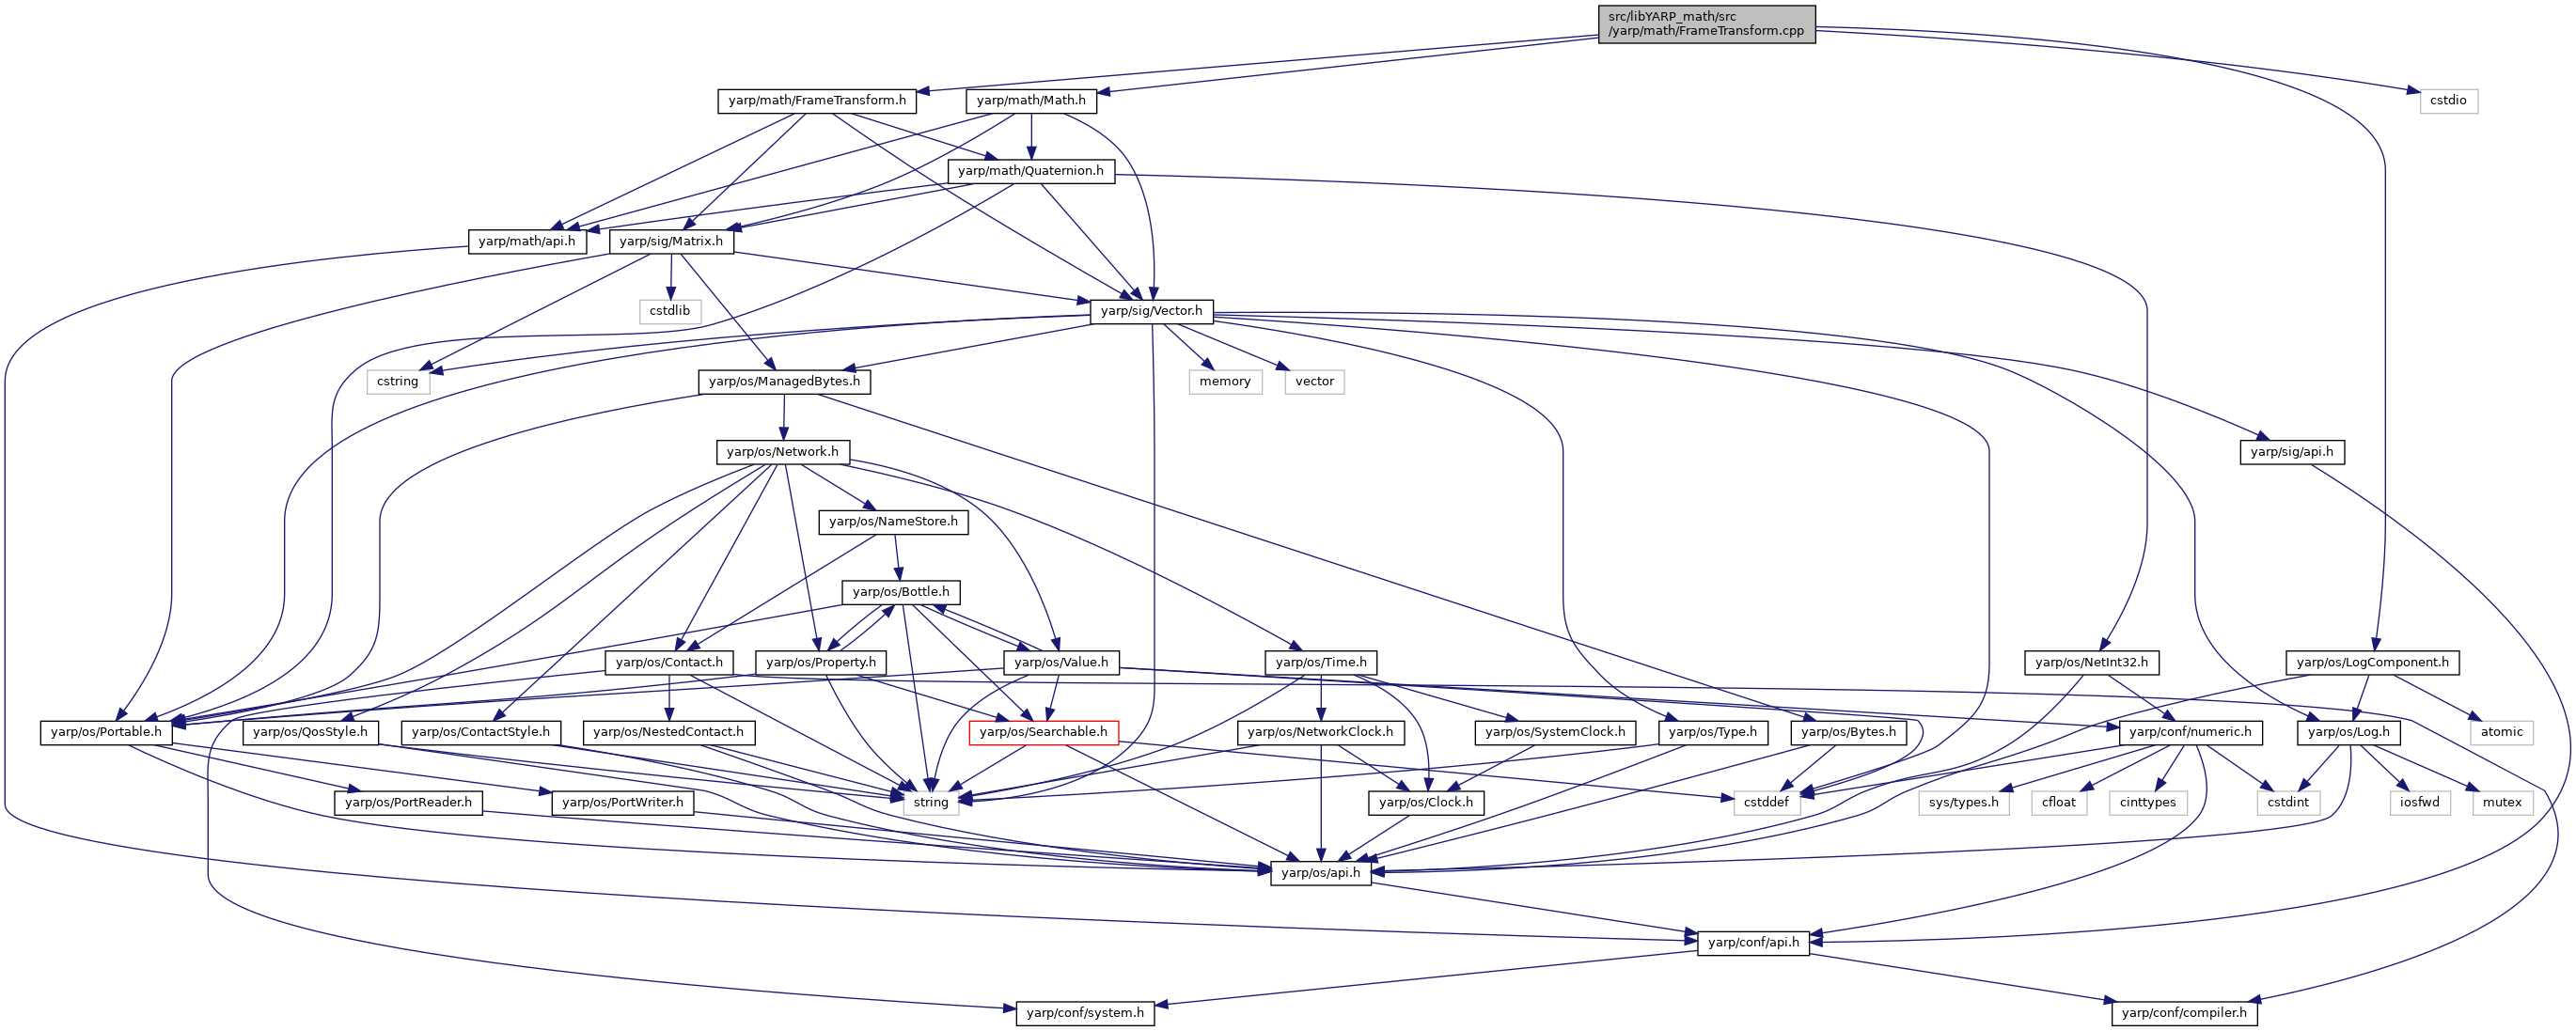 src/libYARP_math/src
/yarp/math/FrameTransform.cpp
yarp/math/FrameTransform.h
yarp/math/Math.h
cstdio
yarp/math/Quaternion.h
yarp/math/api.h
yarp/sig/Matrix.h
cstdlib
yarp/sig/Vector.h
cstring
yarp/os/ManagedBytes.h
memory
vector
yarp/os/Network.h
yarp/sig/api.h
yarp/os/NameStore.h
yarp/os/Bottle.h
yarp/os/Contact.h
yarp/os/Property.h
yarp/os/Value.h
yarp/os/Time.h
yarp/os/NetInt32.h
yarp/os/LogComponent.h
yarp/os/Portable.h
yarp/os/QosStyle.h
yarp/os/ContactStyle.h
yarp/os/NestedContact.h
yarp/os/Searchable.h
yarp/os/NetworkClock.h
yarp/os/SystemClock.h
yarp/os/Type.h
yarp/os/Bytes.h
yarp/conf/numeric.h
yarp/os/Log.h
atomic
yarp/os/PortReader.h
yarp/os/PortWriter.h
string
yarp/os/Clock.h
cstddef
sys/types.h
cfloat
cinttypes
cstdint
iosfwd
mutex
yarp/os/api.h
yarp/conf/api.h
yarp/conf/system.h
yarp/conf/compiler.h